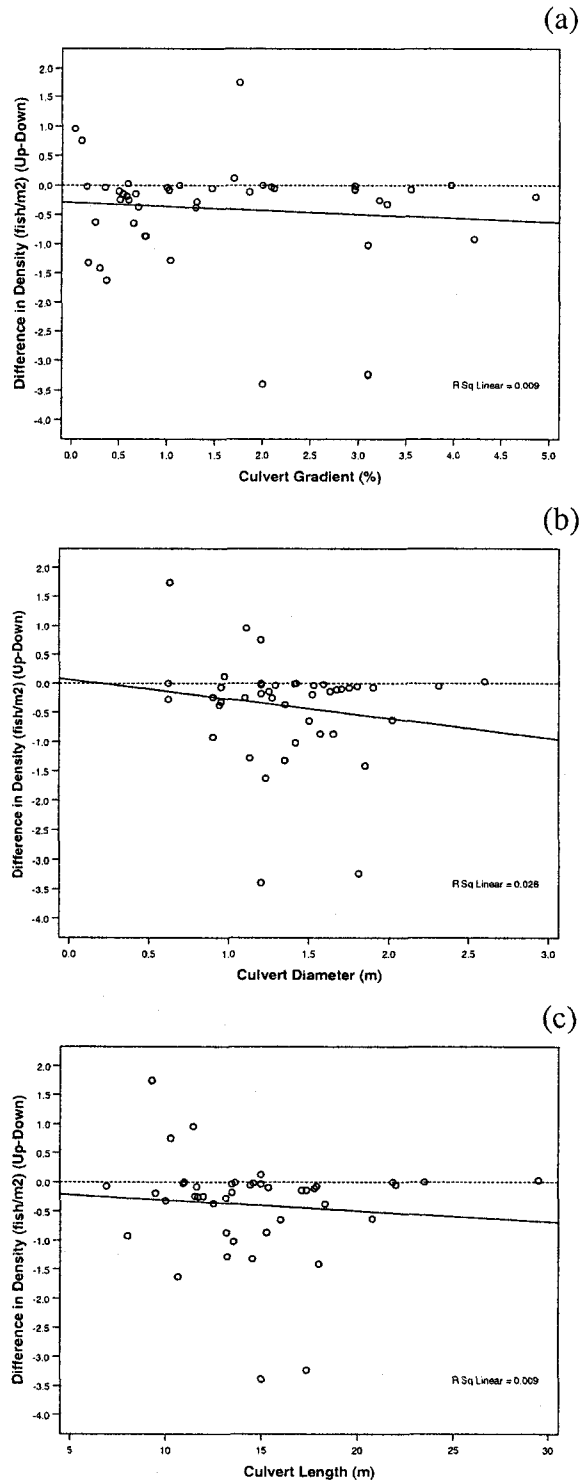 (a)
Difference in Density (fish/m2) (Up-Down)
2.0
1.5
1.0
0.5
0.0
-0.5
-1.0
-1.5
-2.0
-2.5
-3.0
-3.5
-4.0
R Sq Linear = 0.009
0.0 0.5 1.0 1.5 2.0 2.5 3.0 3.5 4.0 4.5 5.0
Culvert Gradient (%)
(b)
Difference in Density (fish/m2) (Up-Down)
2.0
1.5
1.0
0.5
0.0
-0.5
-1.0
-1.5
-2.0
-2.5
-3.0
-3.5
-4.0
R Sq Linear = 0.026
0.0 0.5 1.0 1.5 2.0 2.5 3.0
Culvert Diameter (m)
(c)
Difference in Density (fish/m2) (Up-Down)
2.0
1.5
1.0
0.5
0.0
-0.5
-1.0
-1.5
-2.0
-2.5
-3.0
-3.5
-4.0
R Sq Linear = 0.009
5 10 15 20 25 30
Culvert Length (m)